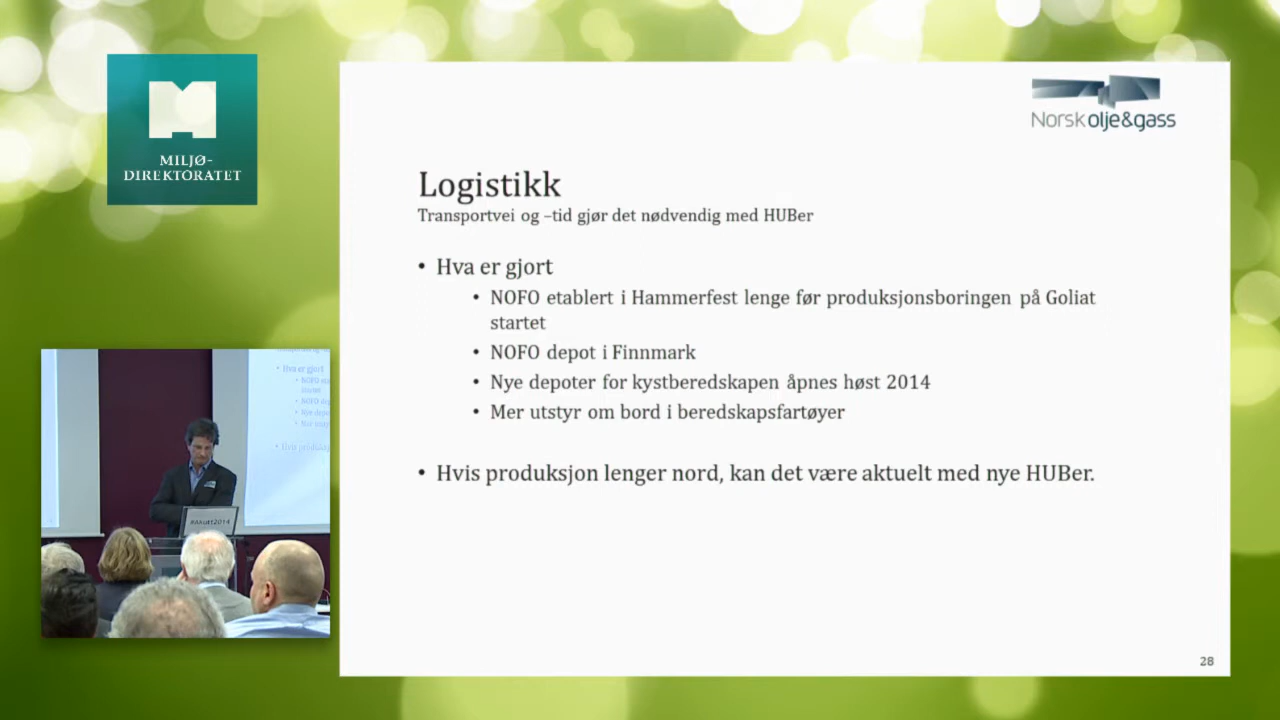 MILJØ-
DIREKTORATET
Norsk olje&gass
Logistikk
Transportvei og –tid gjør det nødvendig med HUBer
• Hva er gjort
• NOFO etablert i Hammerfest lenge før produksjonsboringen på Goliat
startet
• NOFO depot i Finnmark
• Nye depoter for kystberedskapen åpnes høst 2014
• Mer utstyr om bord i beredskapsfartøyer
• Hvis produksjon lenger nord, kan det være aktuelt med nye HUBer.
28
• Hva er gjort
#Akutt2014